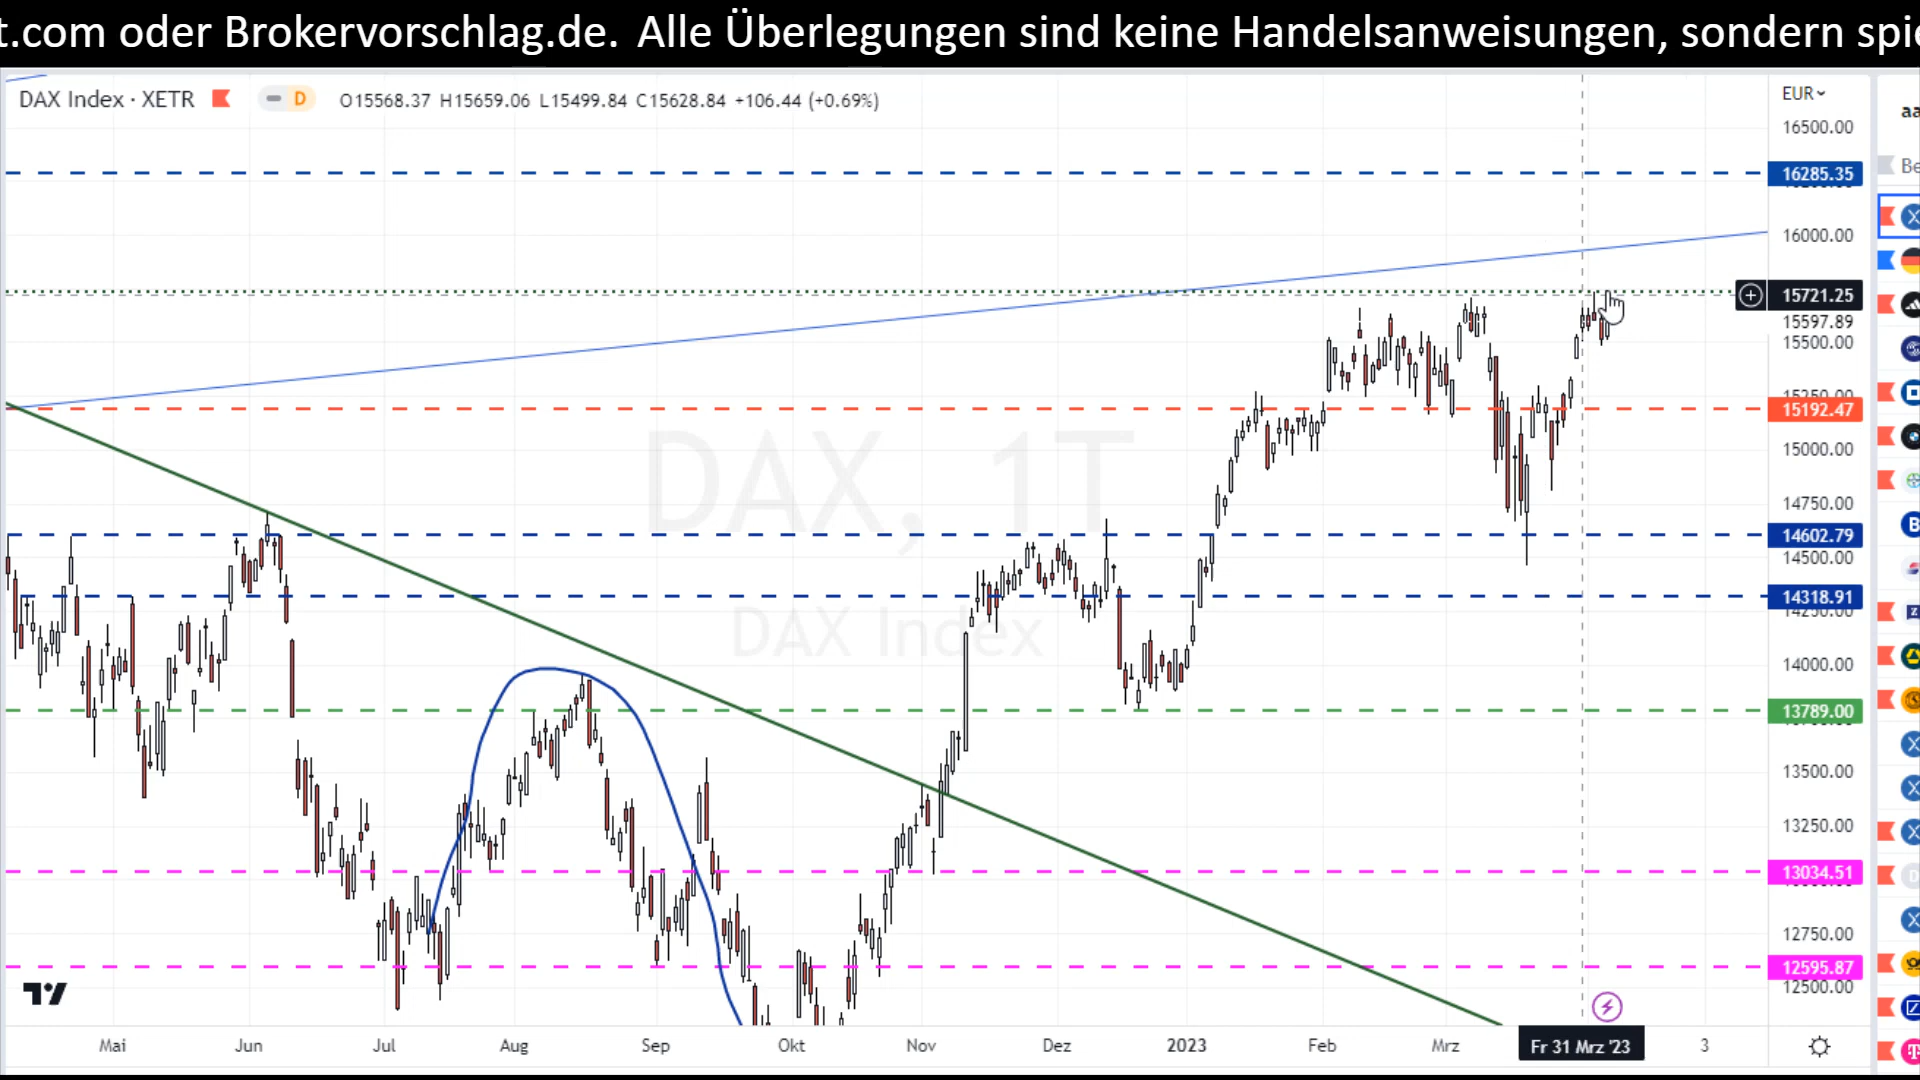 t.com oder Brokervorschlag.de. Alle Überlegungen sind keine Handelsanweisungen, sondern spie
DAX Index · XETR D O15568.37 H15659.06 L15499.84 C15628.84 +106.44 (+0.69%)
EUR
16500.00
16285.35
16000.00
15721.25
15597.89
15500.00
15192.47
15000.00
14750.00
14602.79
14500.00
14318.91
14000.00
13789.00
13500.00
13250.00
13034.51
12750.00
12595.87
12500.00
DAX, 1T
DAX Index
Mai Jun Jul Aug Sep Okt Nov Dez 2023 Feb Mrz Fr 31 Mrz '23 3
aa
Be